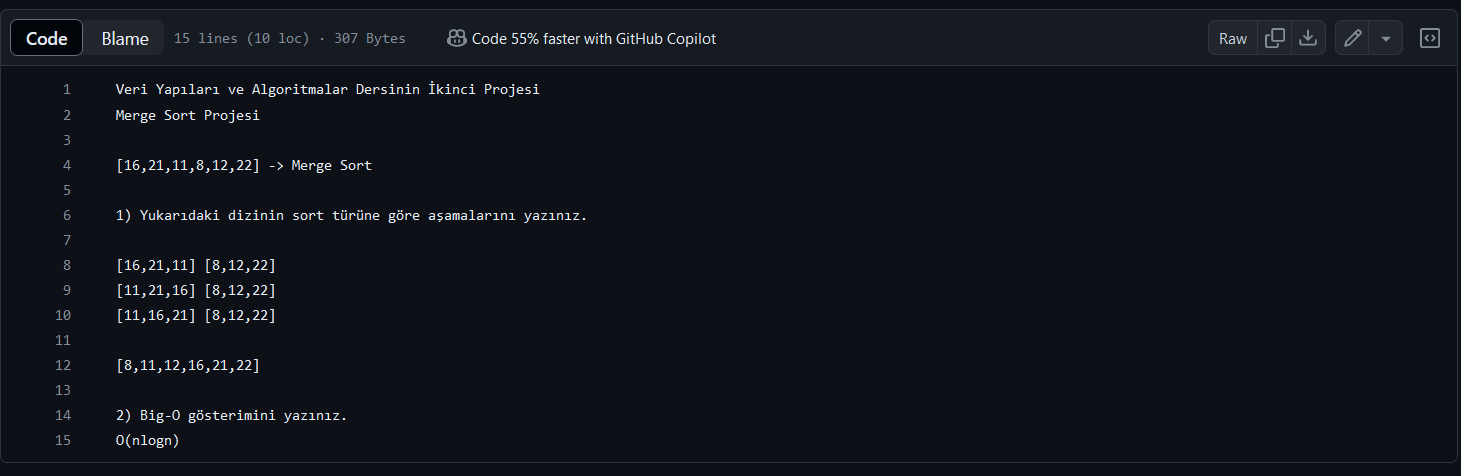 Code Blame 15 lines (10 loc) · 307 Bytes Code 55% faster with GitHub Copilot Raw
1 Veri Yapıları ve Algoritmalar Dersinin İkinci Projesi
2 Merge Sort Projesi
3
4 [16,21,11,8,12,22] -> Merge Sort
5
6 1) Yukarıdaki dizinin sort türüne göre aşamalarını yazınız.
7
8 [16,21,11] [8,12,22]
9 [11,21,16] [8,12,22]
10 [11,16,21] [8,12,22]
11
12 [8,11,12,16,21,22]
13
14 2) Big-O gösterimini yazınız.
15 O(nlogn)